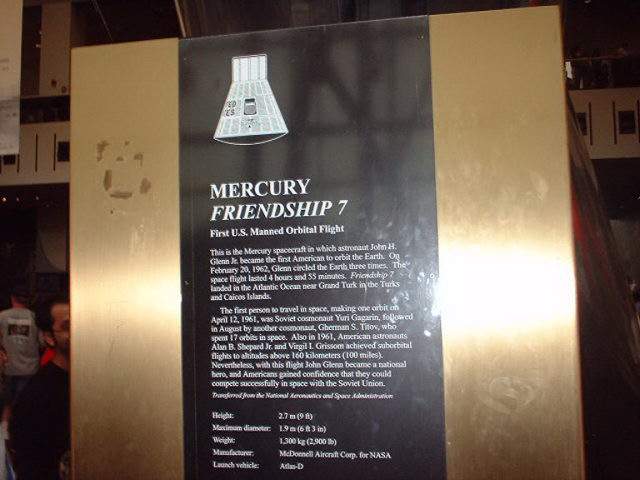 MERCURY
FRIENDSHIP 7
First U.S. Manned Orbital Flight
This is the Mercury spacecraft in which astronaut John H.
Glenn Jr. became the first American to orbit the Earth. On
February 20, 1962, Glenn circled the Earth three times. The
space flight lasted 4 hours and 55 minutes. Friendship 7
landed in the Atlantic Ocean near Grand Turk in the Turks
and Caicos Islands.
The first person to travel in space, making one orbit on
April 12, 1961, was Soviet cosmonaut Yuri Gagarin, followed
in August by another cosmonaut, Gherman S. Titov, who
spent 17 orbits in space. Also in 1961, American astronauts
Alan B. Shepard Jr. and Virgil I. Grissom achieved suborbital
flights to altitudes above 160 kilometers (100 miles).
Nevertheless, with this flight John Glenn became a national
hero, and Americans gained confidence that they could
compete successfully in space with the Soviet Union.
Transferred from the National Aeronautics and Space Administration
Height: 2.7 m (9 ft)
Maximum diameter: 1.9 m (6 ft 3 in)
Weight: 1,300 kg (2,900 lb)
Manufacturer: McDonnell Aircraft Corp. for NASA
Launch vehicle: Atlas-D